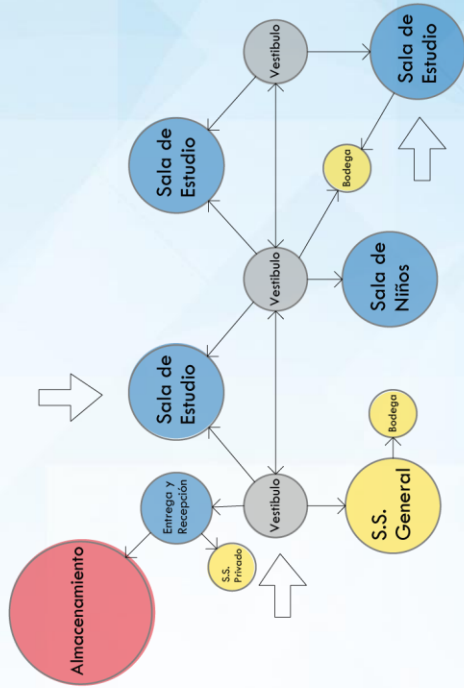 Almacenamiento
Entrega y
Recepción
S.S.
Privado
Vestíbulo
S.S.
General
Bodega
Sala de
Estudio
Vestíbulo
Sala de
Niños
Sala de
Estudio
Bodega
Vestíbulo
Sala de
Estudio